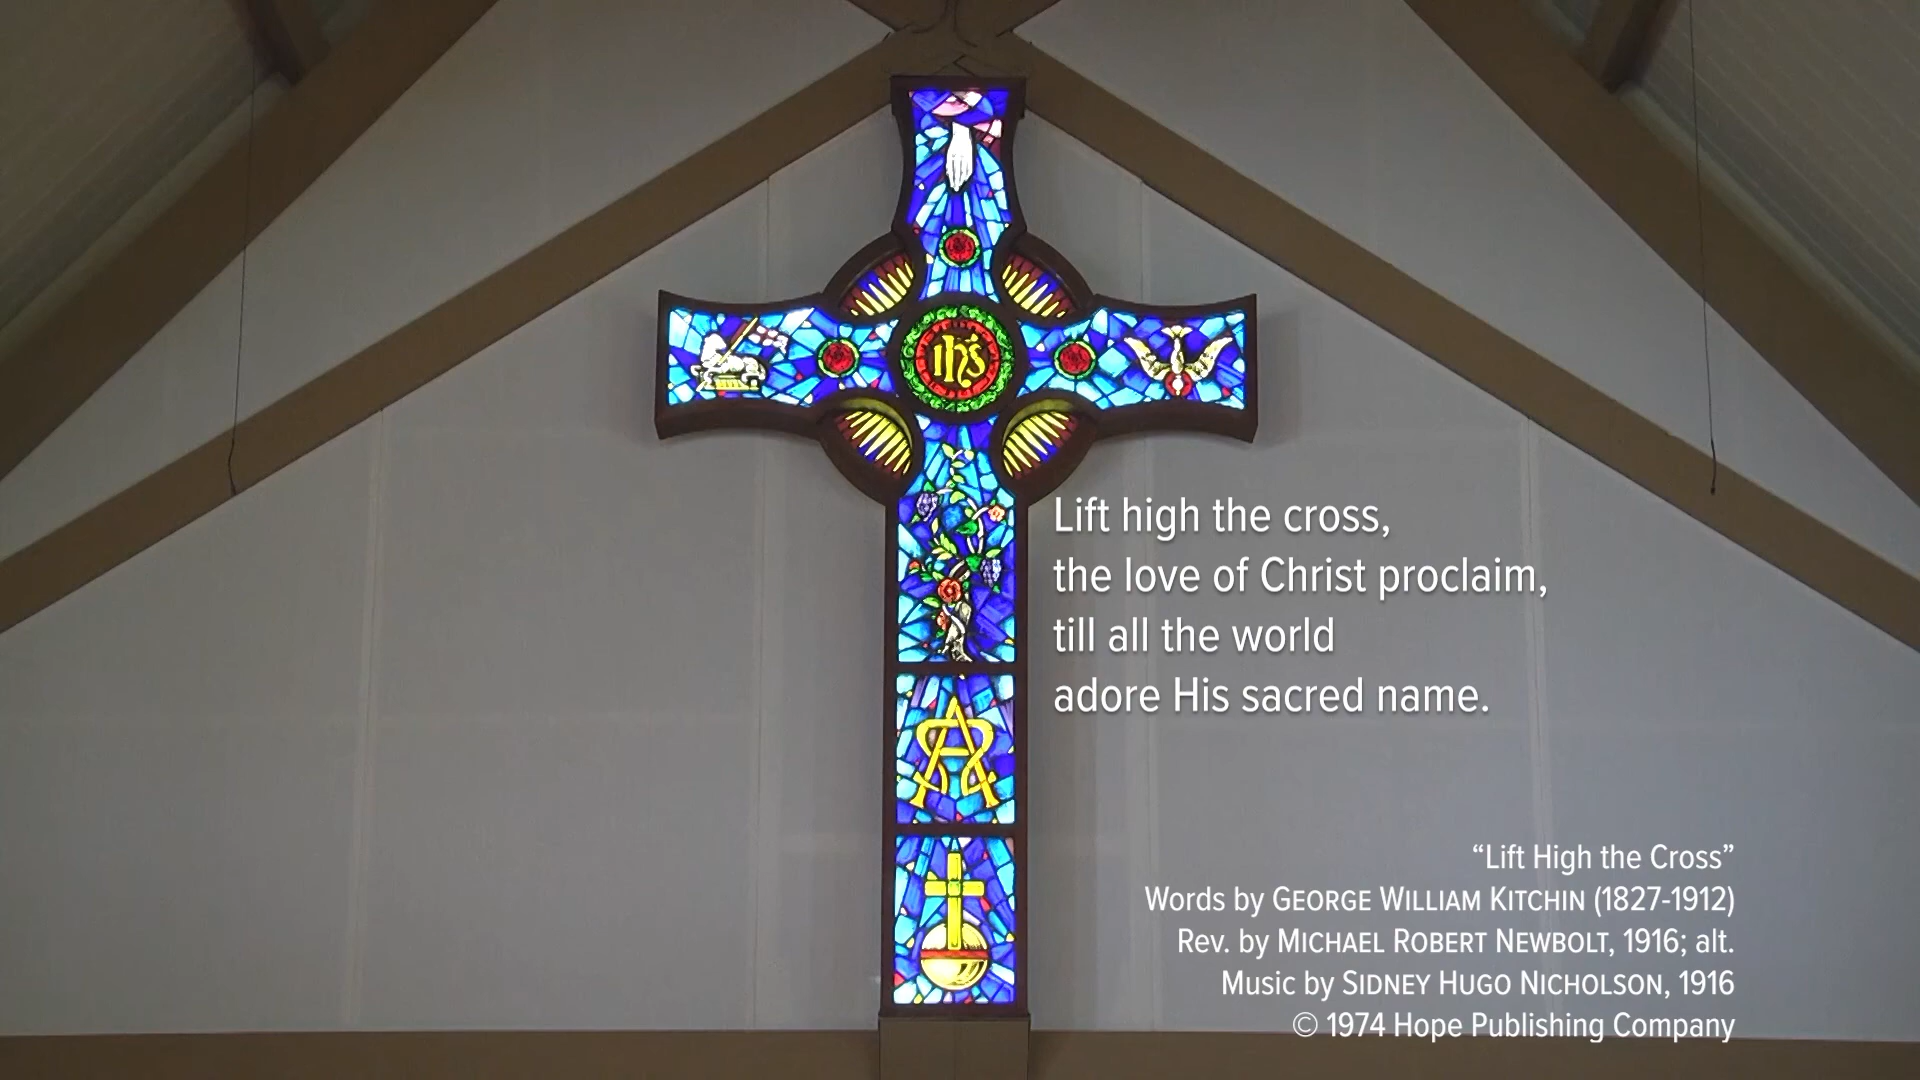 IHS
Lift high the cross,
the love of Christ proclaim,
till all the world
adore His sacred name.
“Lift High the Cross”
Words by GEORGE WILLIAM KITCHIN (1827-1912)
Rev. by MICHAEL ROBERT NEWBOLT, 1916; alt.
Music by SIDNEY HUGO NICHOLSON, 1916
© 1974 Hope Publishing Company